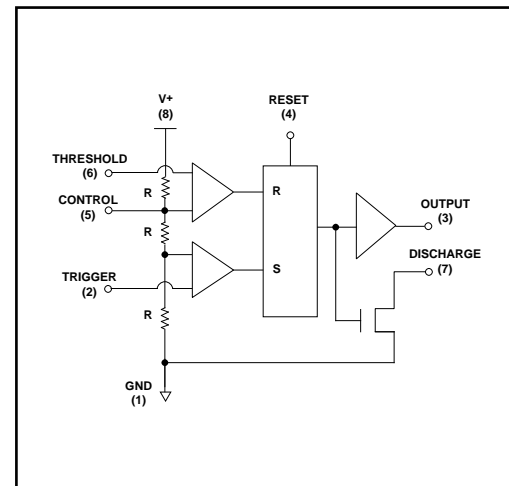 V+
(8)
RESET
(4)
THRESHOLD
(6)
R
CONTROL
(5)
R
R
OUTPUT
(3)
DISCHARGE
(7)
TRIGGER
(2)
S
R
GND
(1)